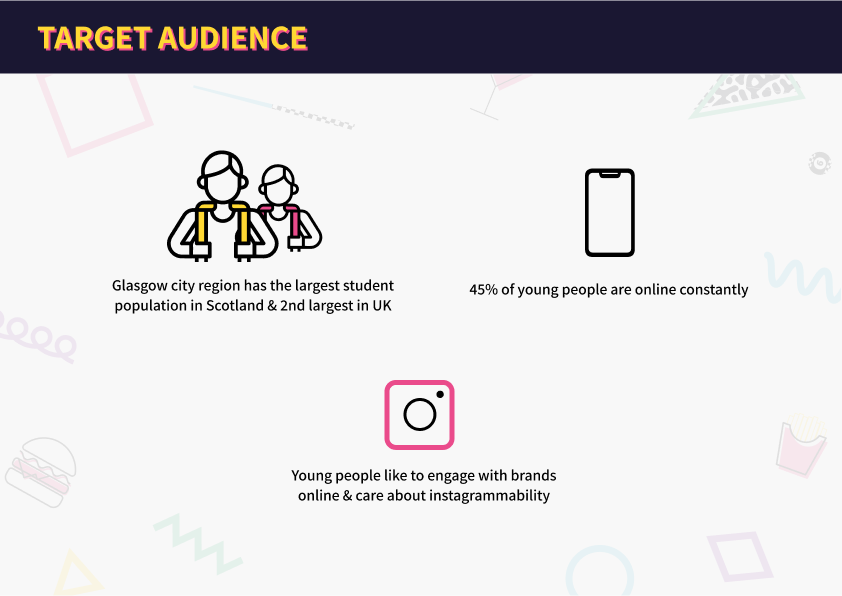 TARGET AUDIENCE
Glasgow city region has the largest student
population in Scotland & 2nd largest in UK
45% of young people are online constantly
Young people like to engage with brands
online & care about instagrammability